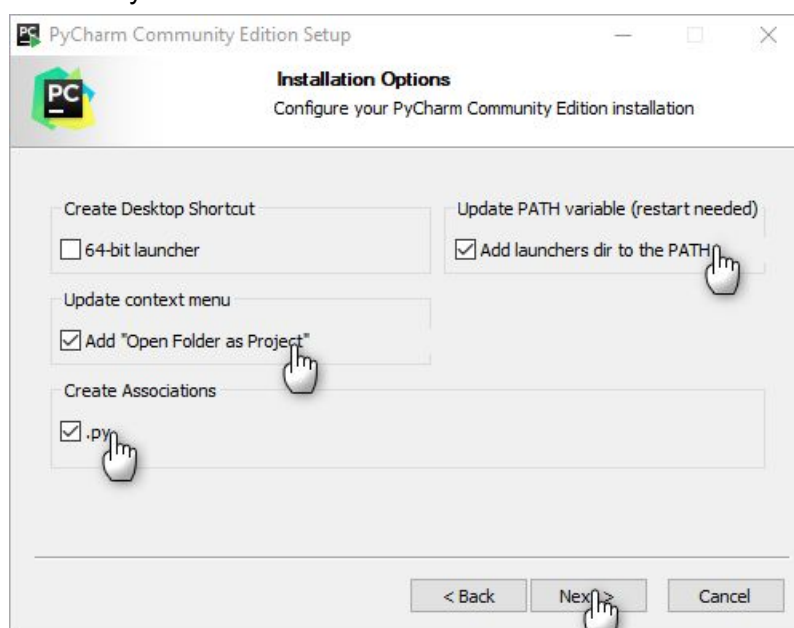 PyCharm Community Edition Setup
PC
Installation Options
Configure your PyCharm Community Edition installation
Create Desktop Shortcut
64-bit launcher
Update PATH variable (restart needed)
Add launchers dir to the PATH
Update context menu
Add "Open Folder as Project"
Create Associations
.py
< Back
Next >
Cancel